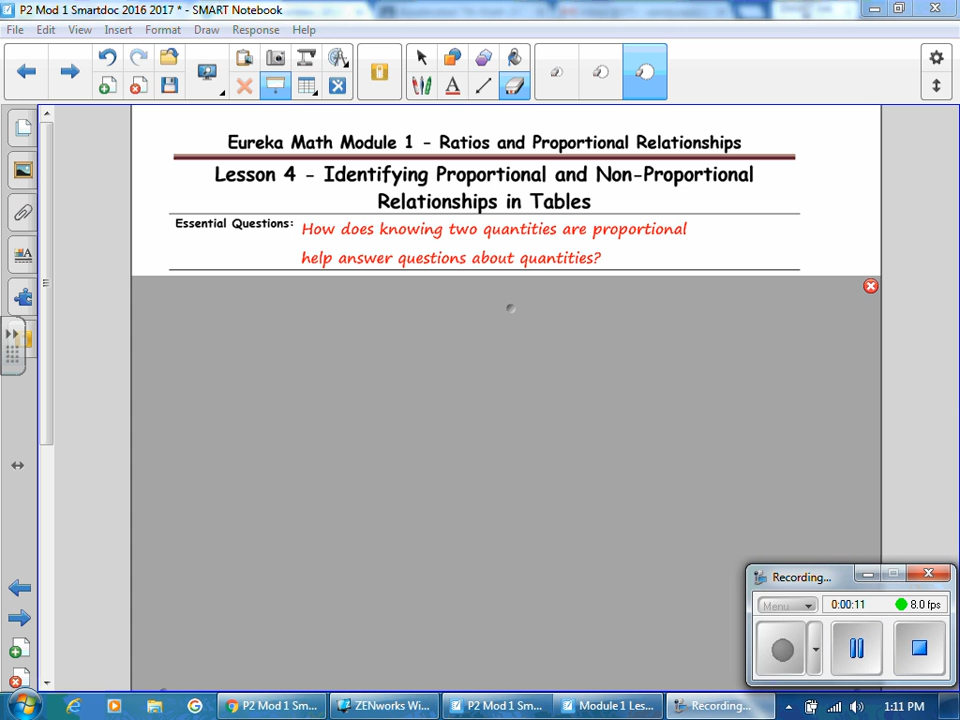 P2 Mod 1 Smartdoc 2016 2017 * - SMART Notebook
File Edit View Insert Format Draw Response Help
Eureka Math Module 1 - Ratios and Proportional Relationships
Lesson 4 - Identifying Proportional and Non-Proportional
Relationships in Tables
Essential Questions: How does knowing two quantities are proportional
help answer questions about quantities?
Recording...
Menu 0:00:11 8.0 fps
P2 Mod 1 Sm... ZENworks Wi... P2 Mod 1 Sm... Module 1 Les... Recording... 1:11 PM